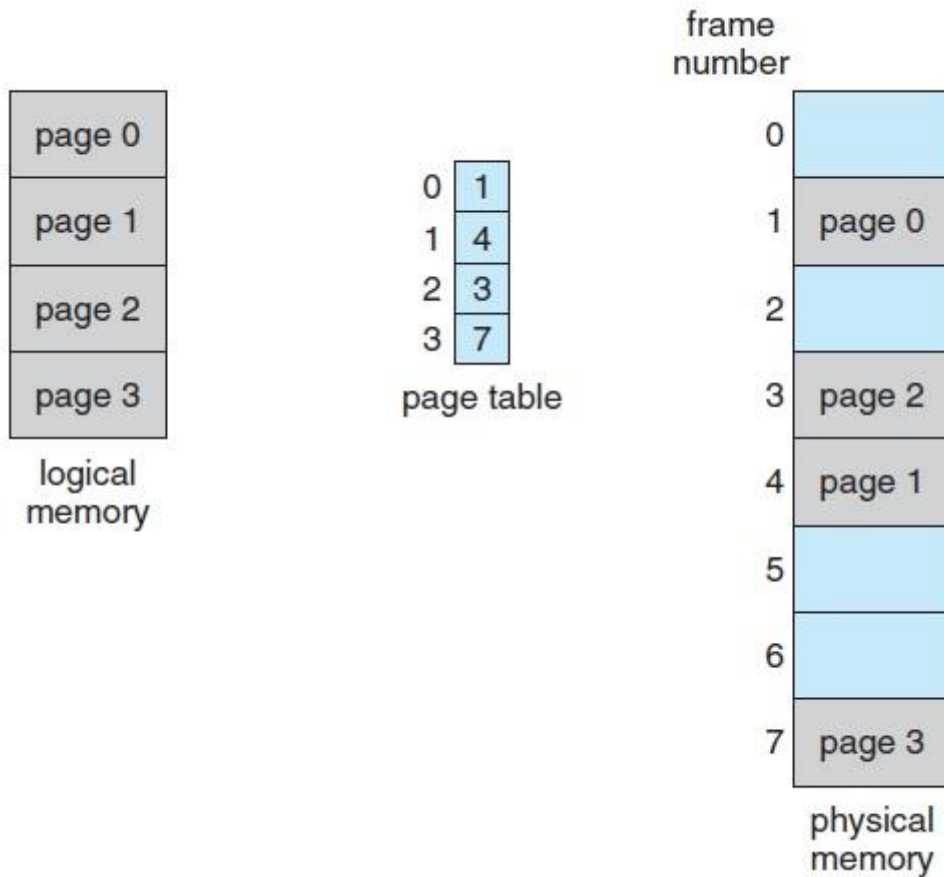 frame
number
page 0
page 1
page 2
page 3
logical
memory
0 1
1 4
2 3
3 7
page table
0
1 page 0
2
3 page 2
4 page 1
5
6
7 page 3
physical
memory